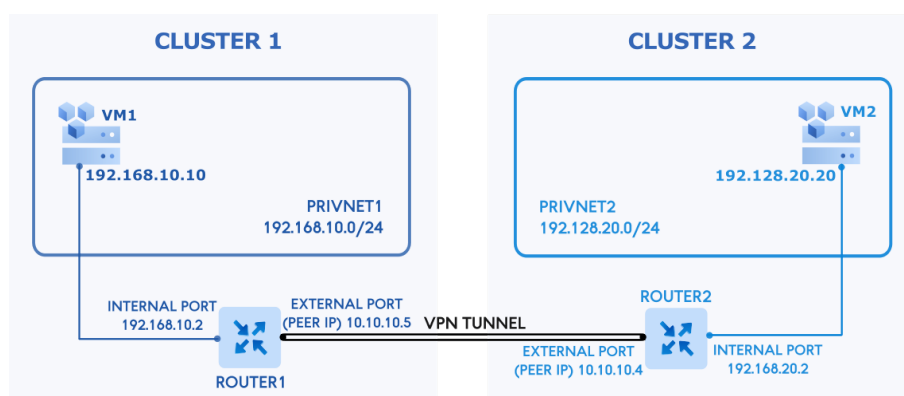 CLUSTER 1
VM1
192.168.10.10
PRIVNET1
192.168.10.0/24
INTERNAL PORT
192.168.10.2
EXTERNAL PORT
(PEER IP) 10.10.10.5
ROUTER1
VPN TUNNEL
CLUSTER 2
VM2
192.128.20.20
PRIVNET2
192.128.20.0/24
ROUTER2
EXTERNAL PORT
(PEER IP) 10.10.10.4
INTERNAL PORT
192.168.20.2